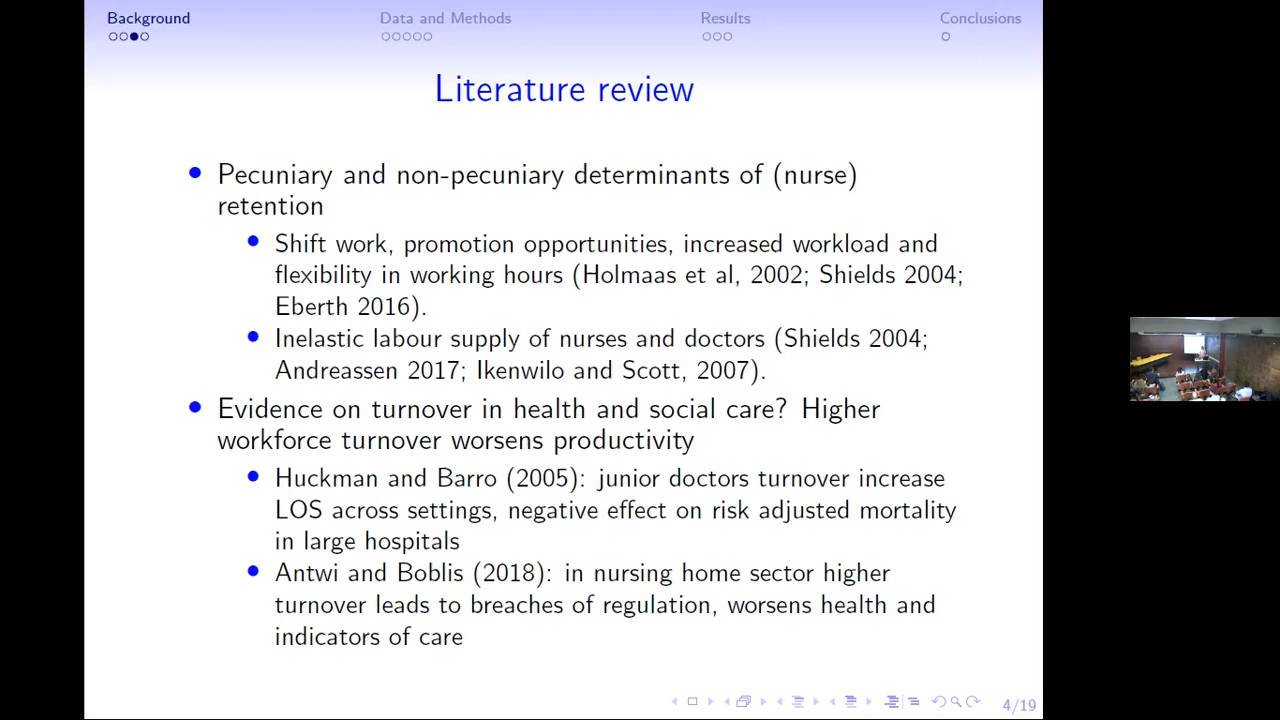 Background Data and Methods Results Conclusions
Literature review
Pecuniary and non-pecuniary determinants of (nurse)
retention
Shift work, promotion opportunities, increased workload and
flexibility in working hours (Holmaas et al, 2002; Shields 2004;
Eberth 2016).
Inelastic labour supply of nurses and doctors (Shields 2004;
Andreassen 2017; Ikenwilo and Scott, 2007).
Evidence on turnover in health and social care? Higher
workforce turnover worsens productivity
Huckman and Barro (2005): junior doctors turnover increase
LOS across settings, negative effect on risk adjusted mortality
in large hospitals
Antwi and Boblis (2018): in nursing home sector higher
turnover leads to breaches of regulation, worsens health and
indicators of care
4/19